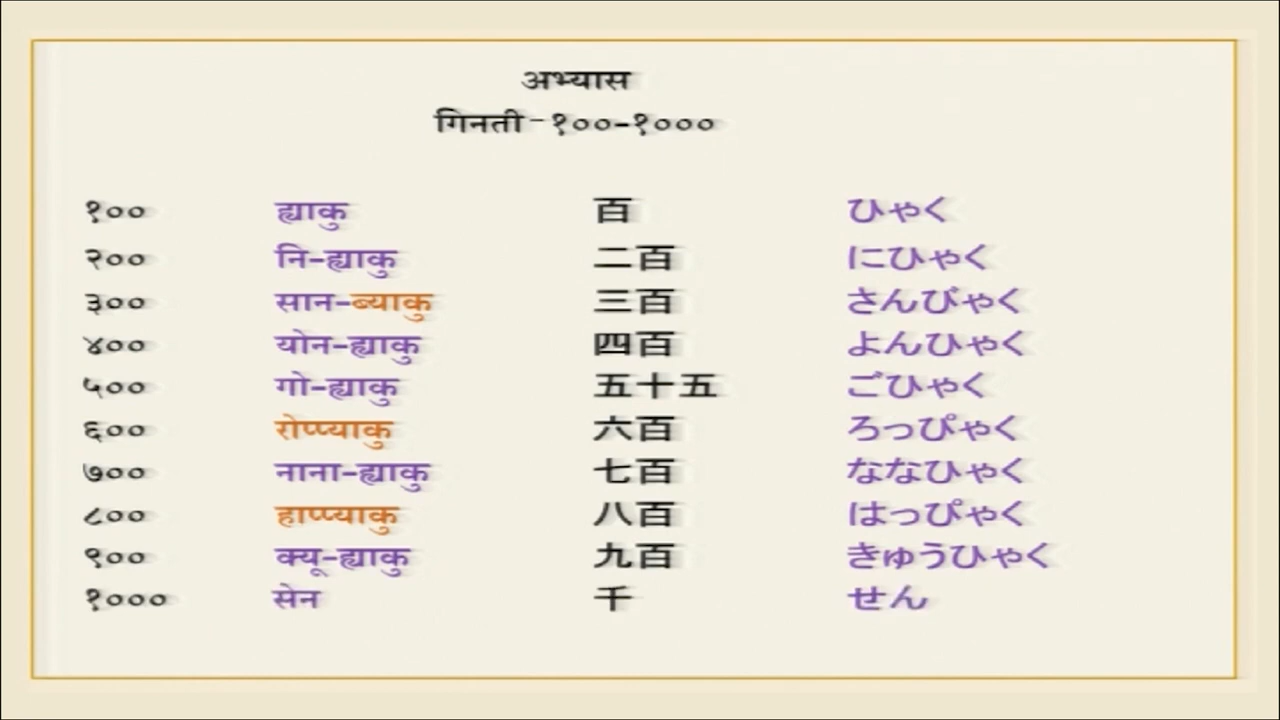 अभ्यास
गिनती-१००-१०००
१०० ह्याकु 百 ひゃく
२०० नि-ह्याकु 二百 にひゃく
३०० सान-ब्याकु 三百 さんびゃく
४०० योन-ह्याकु 四百 よんひゃく
५०० गो-ह्याकु 五十五 ごひゃく
६०० रोप्प्याकु 六百 ろっぴゃく
७०० नाना-ह्याकु 七百 ななひゃく
८०० हाप्प्याकु 八百 はっぴゃく
९०० क्यू-ह्याकु 九百 きゅうひゃく
१००० सेन 千 せん